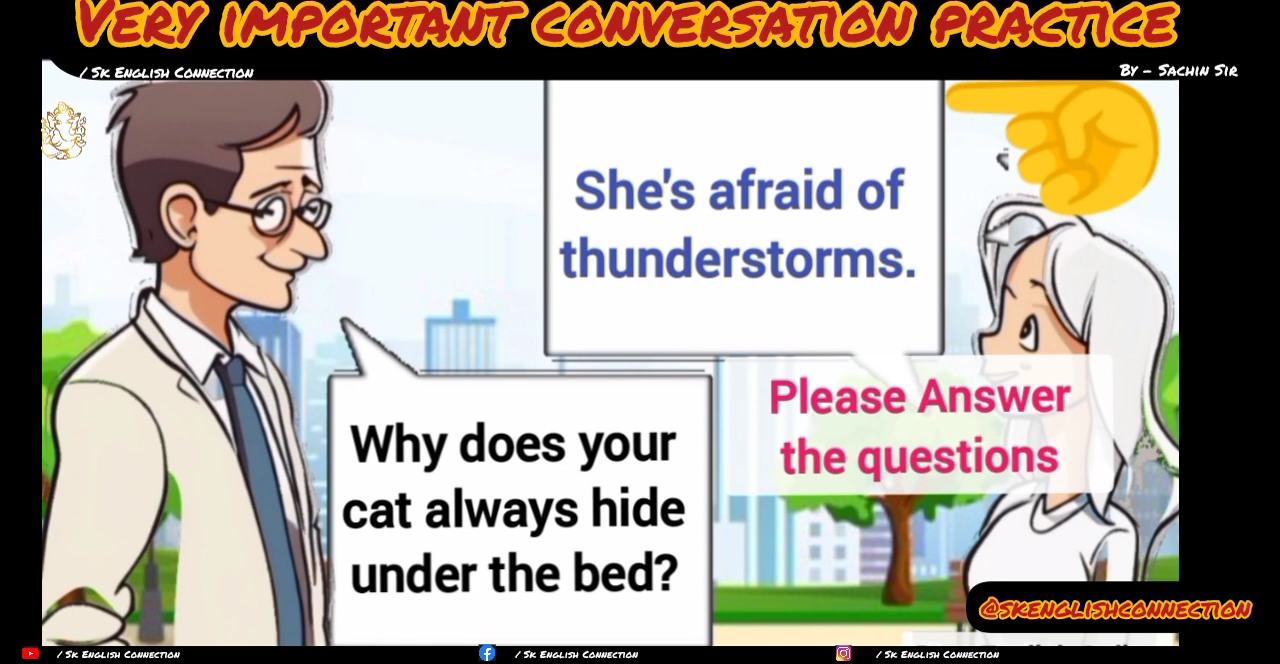 Very important conversation practice
/ Sk English Connection
By - Sachin Sir
She's afraid of
thunderstorms.
Please Answer
the questions
Why does your
cat always hide
under the bed?
@skenglishconnection
/ Sk English Connection
/ Sk English Connection
/ Sk English Connection